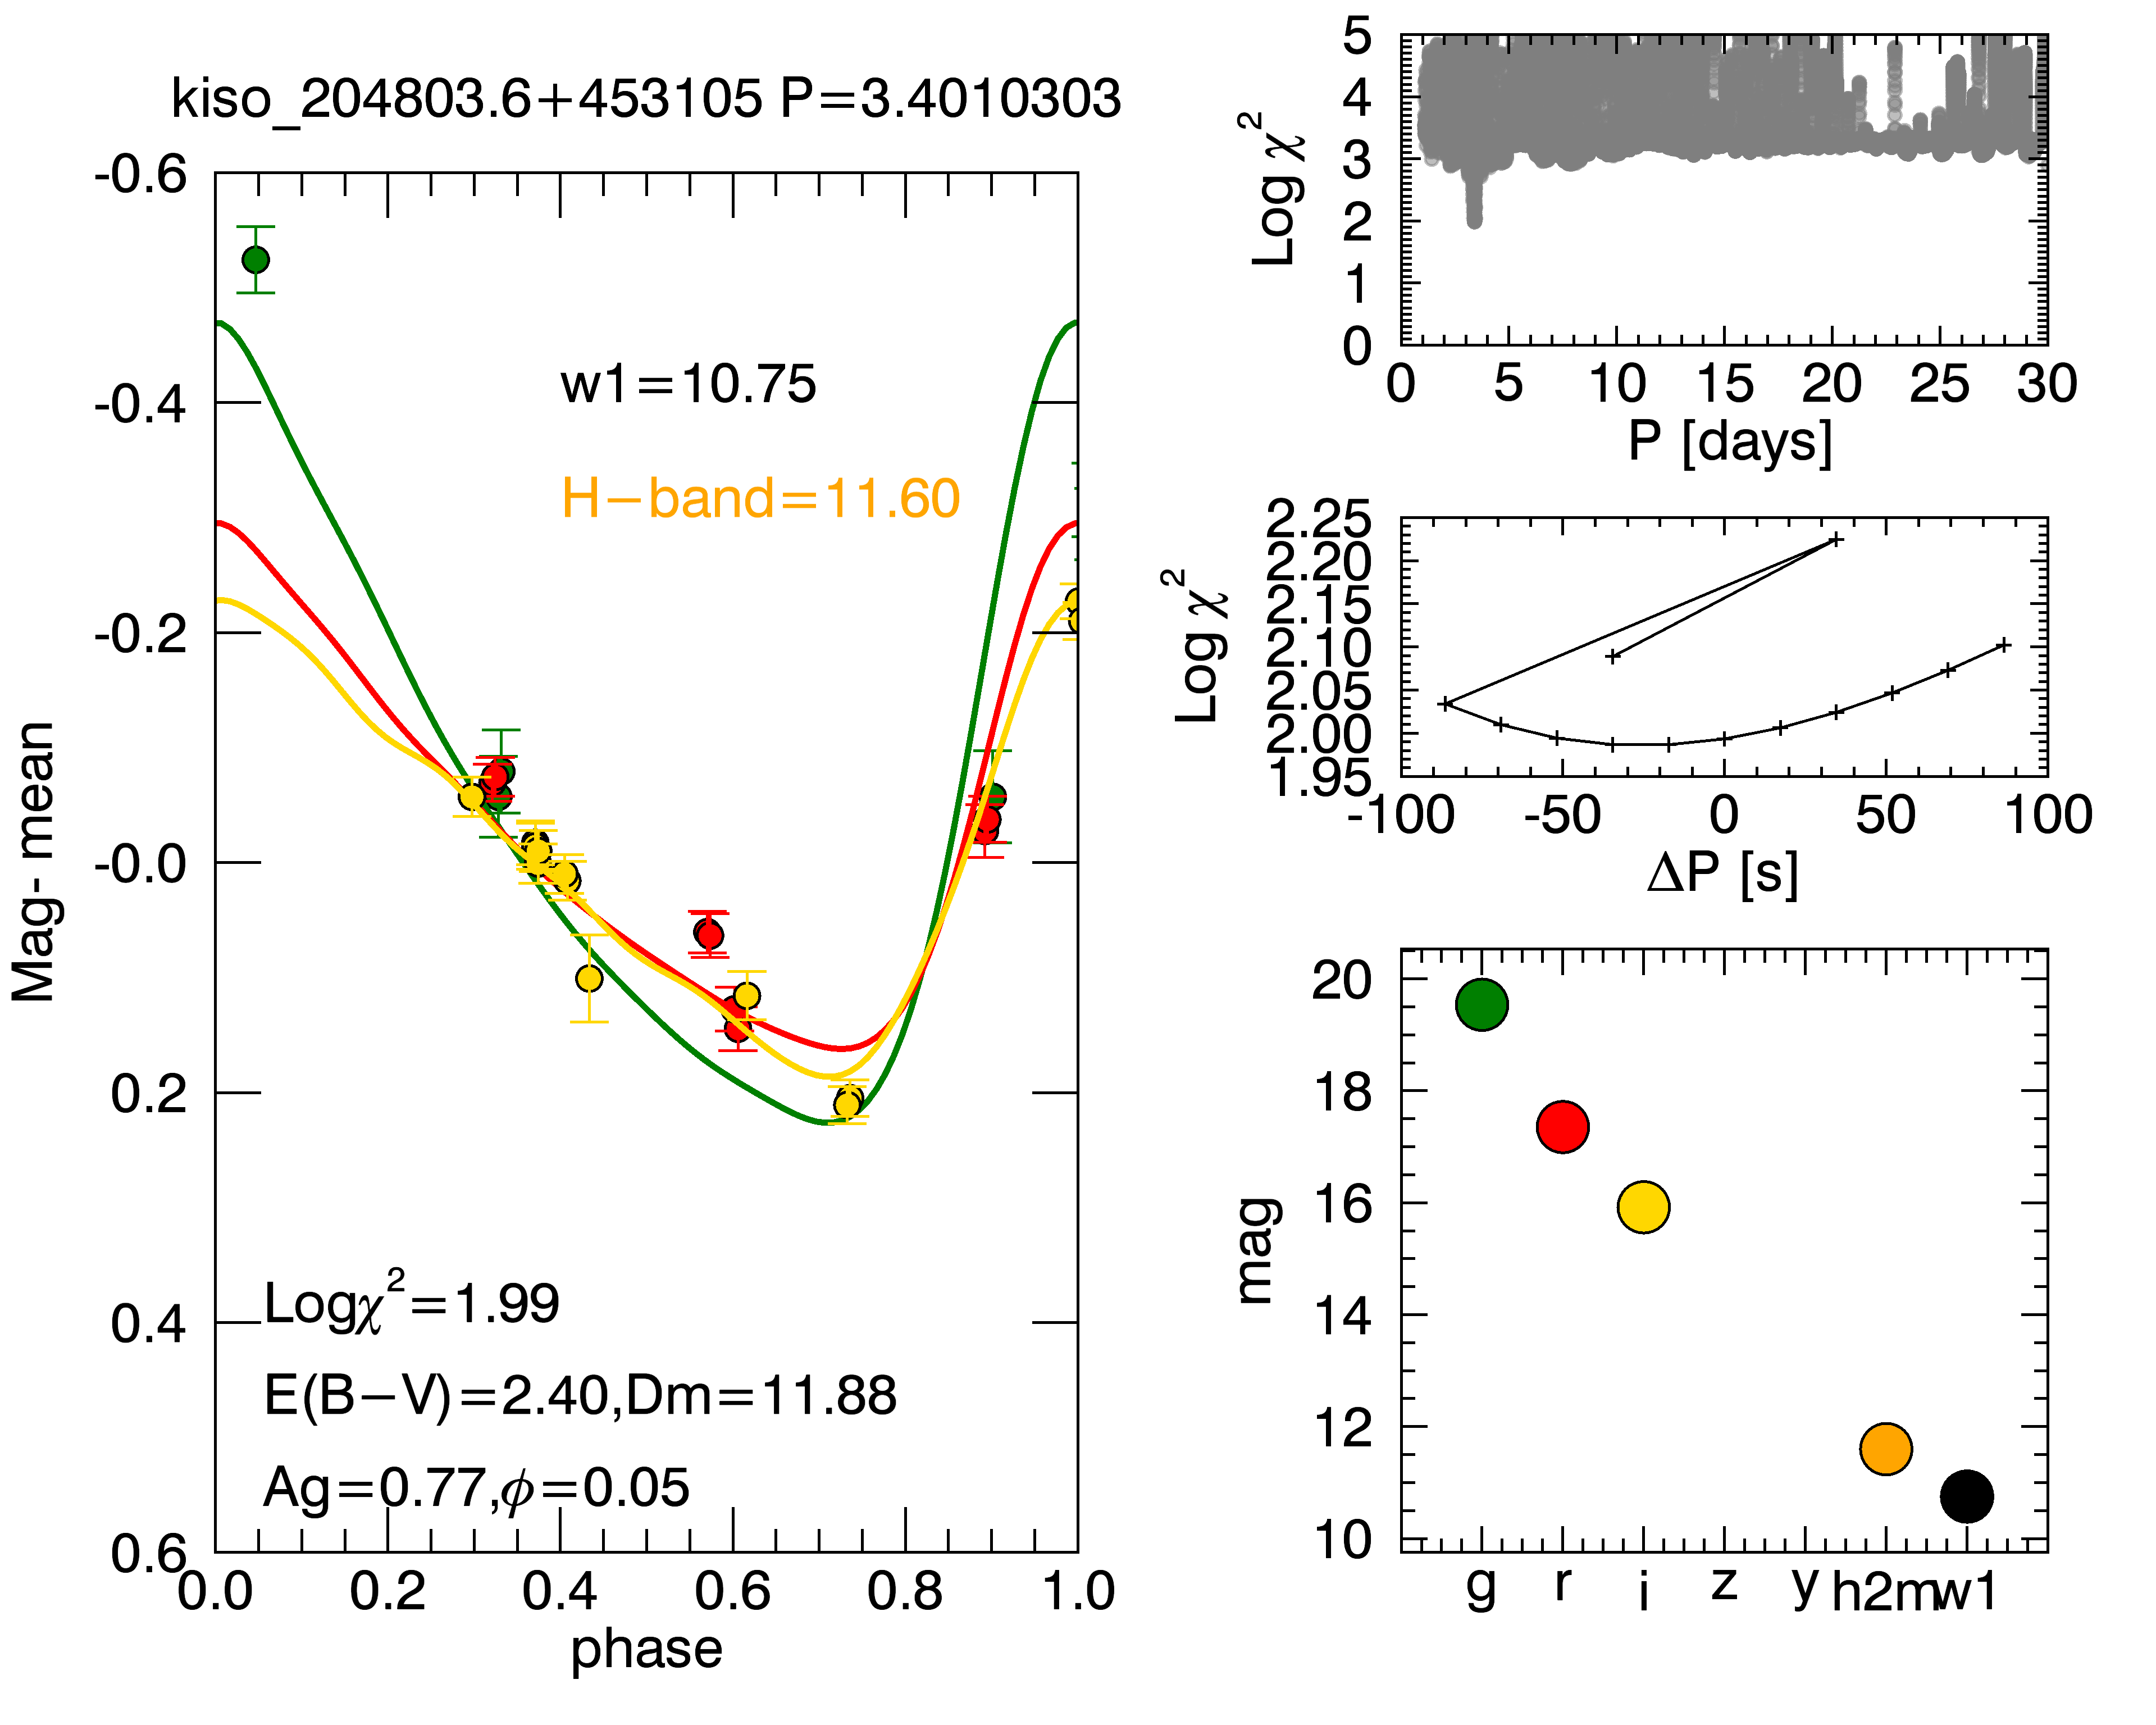 kiso_204803.6+453105 P=3.4010303
-0.6
-0.4
-0.2
-0.0
0.2
0.4
0.6
Mag- mean
w1=10.75
H-band=11.60
Logχ²=1.99
E(B-V)=2.40,Dm=11.88
Ag=0.77,ϕ=0.05
0.0 0.2 0.4 0.6 0.8 1.0
phase
5
4
3
2
1
0
Log χ²
0 5 10 15 20 25 30
P [days]
2.25
2.20
2.15
2.10
2.05
2.00
1.95
Log χ²
-100 -50 0 50 100
ΔP [s]
20
18
16
14
12
10
mag
g r i z y h2m w1